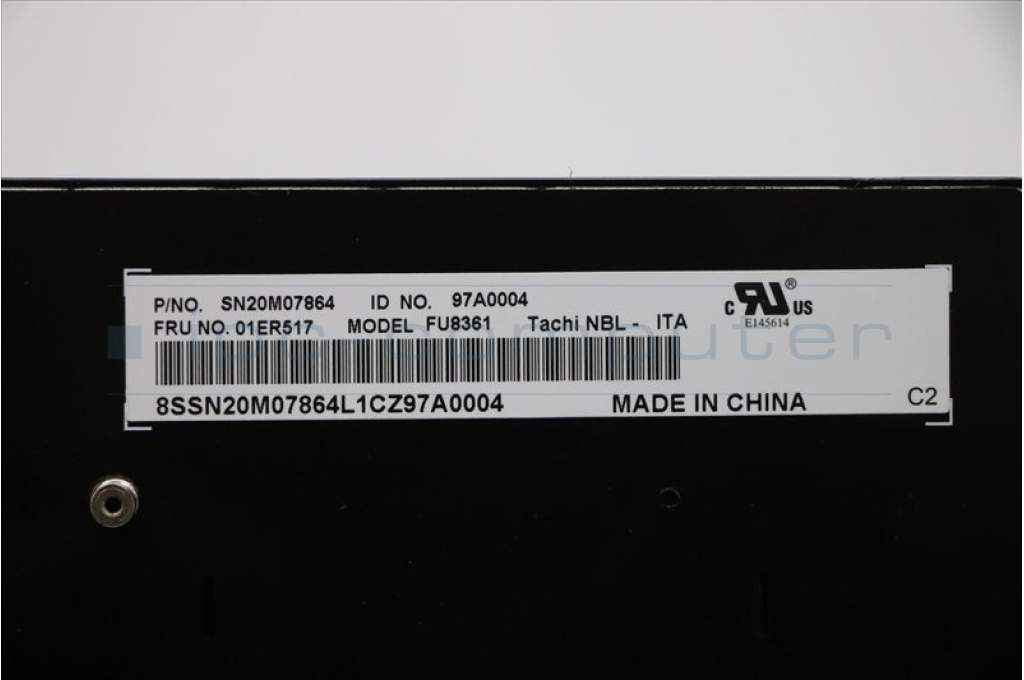 P/NO. SN20M07864 ID NO. 97A0004
FRU NO. 01ER517 MODEL FU8361 Tachi NBL - ITA
8SSN20M07864L1CZ97A0004 MADE IN CHINA
C2
C RU ® US
E145614